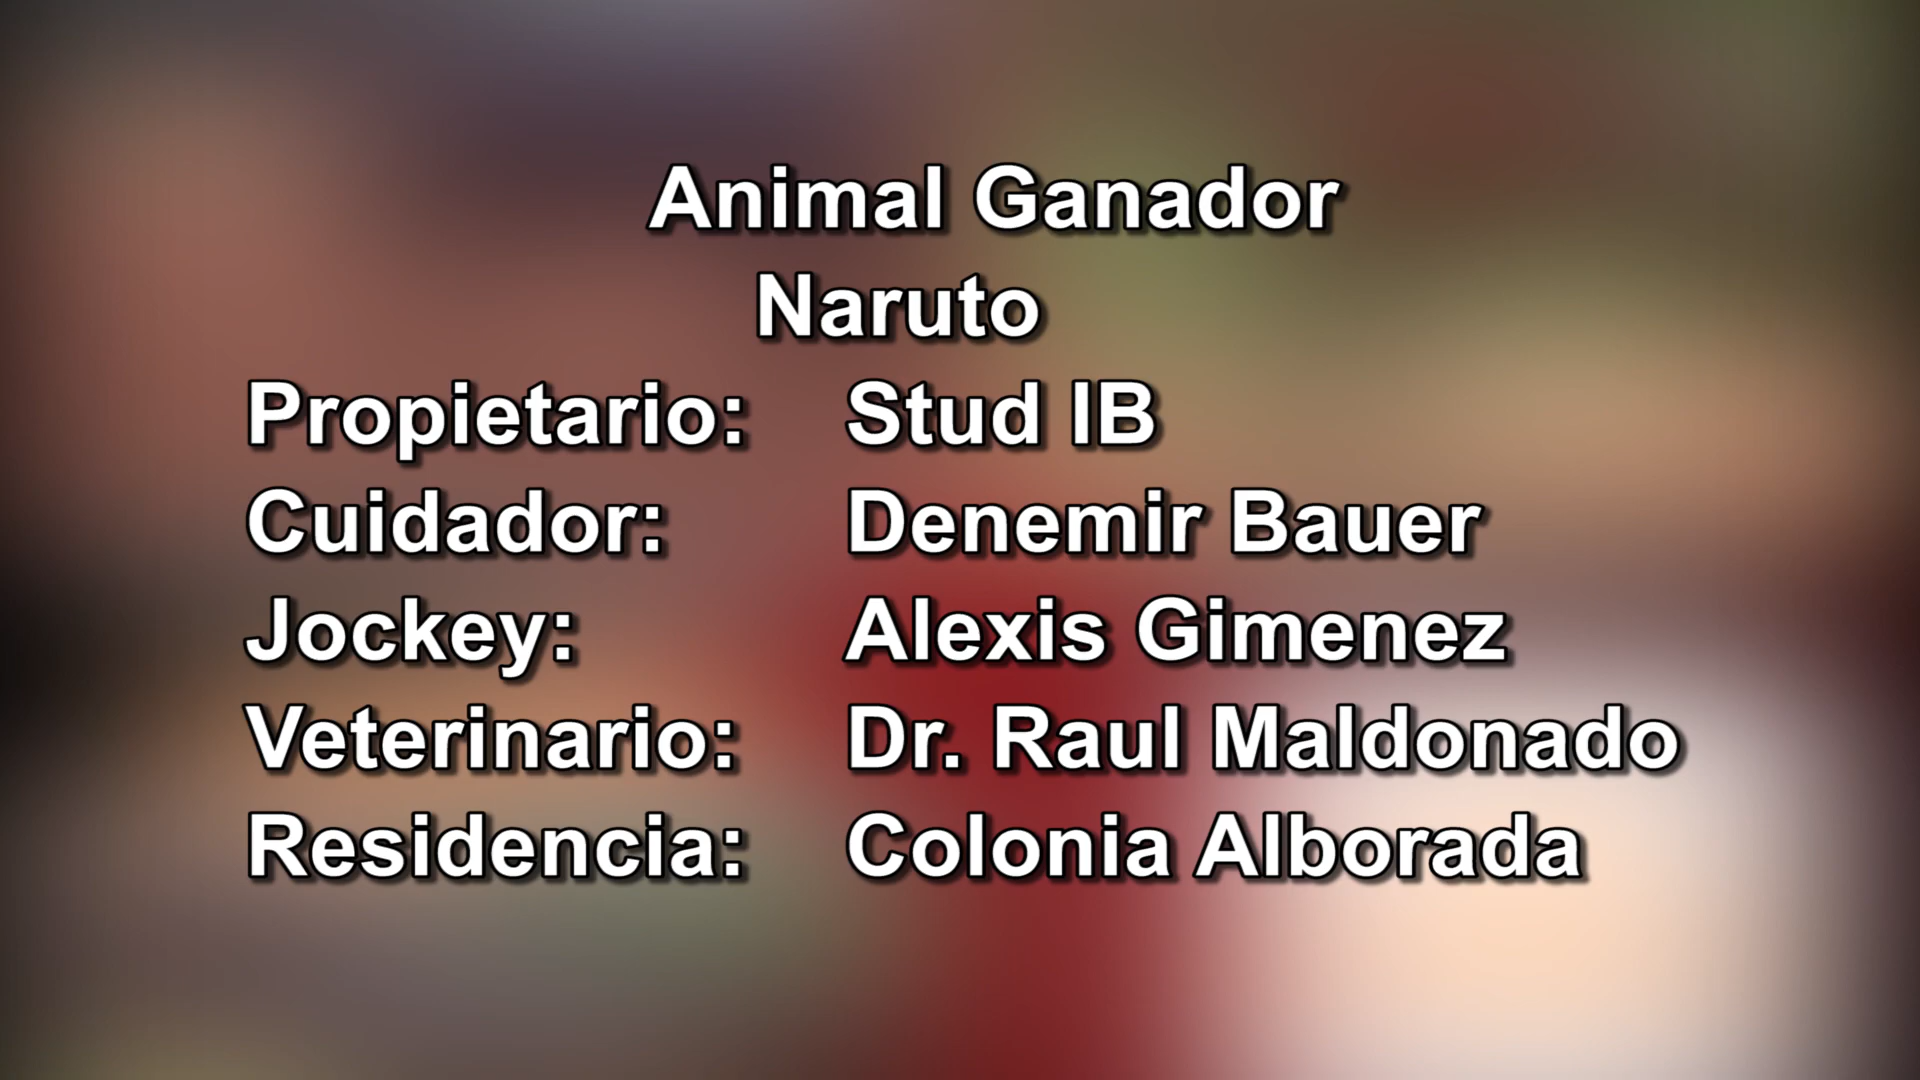 Animal Ganador
Naruto
Propietario: Stud IB
Cuidador: Denemir Bauer
Jockey: Alexis Gimenez
Veterinario: Dr. Raul Maldonado
Residencia: Colonia Alborada